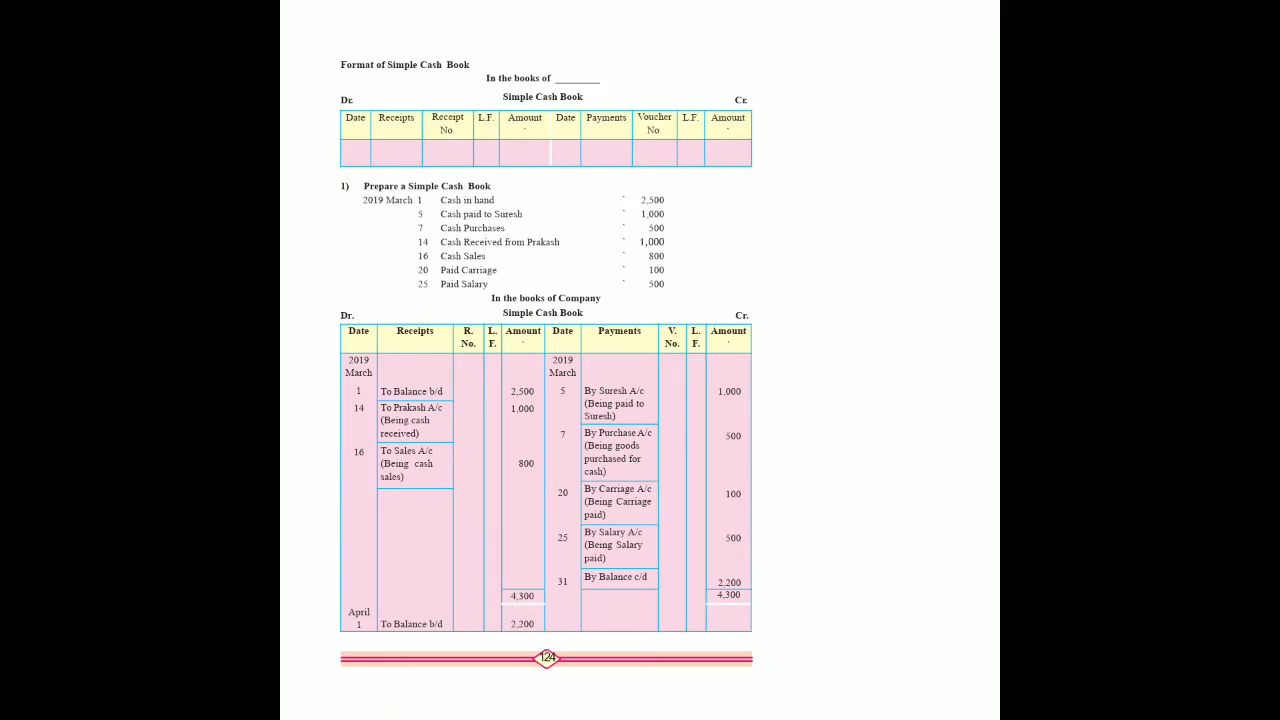 Format of Simple Cash Book
In the books of ________
Dr. Simple Cash Book Cr.
Date Receipts Receipt No. L.F. Amount Date Payments Voucher No. L.F. Amount
1) Prepare a Simple Cash Book
2019 March 1 Cash in hand ` 2,500
5 Cash paid to Suresh ` 1,000
7 Cash Purchases ` 500
14 Cash Received from Prakash ` 1,000
16 Cash Sales ` 800
20 Paid Carriage ` 100
25 Paid Salary ` 500
In the books of Company
Dr. Simple Cash Book Cr.
Date Receipts R. No. L. F. Amount Date Payments V. No. L. F. Amount
2019 2019
March March
1 To Balance b/d 2,500 5 By Suresh A/c 1,000
(Being paid to
Suresh)
14 To Prakash A/c 1,000
(Being cash
received)
7 By Purchase A/c 500
(Being goods
purchased for
cash)
16 To Sales A/c
(Being cash 800
sales)
20 By Carriage A/c 100
(Being Carriage
paid)
25 By Salary A/c 500
(Being Salary
paid)
31 By Balance c/d 2,200
4,300 4,300
April
1 To Balance b/d 2,200
124